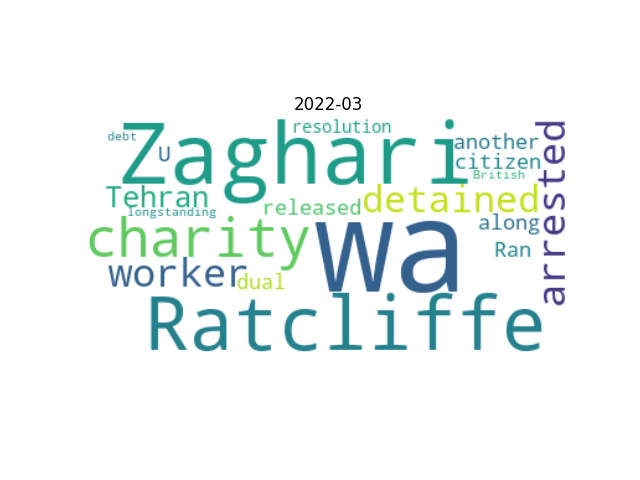 2022-03
debt
Zaghari
resolution
U
another
citizen
British
arrested
Tehran
released
detained
longstanding
charity
wa
along
Ran
worker
dual
Ratcliffe